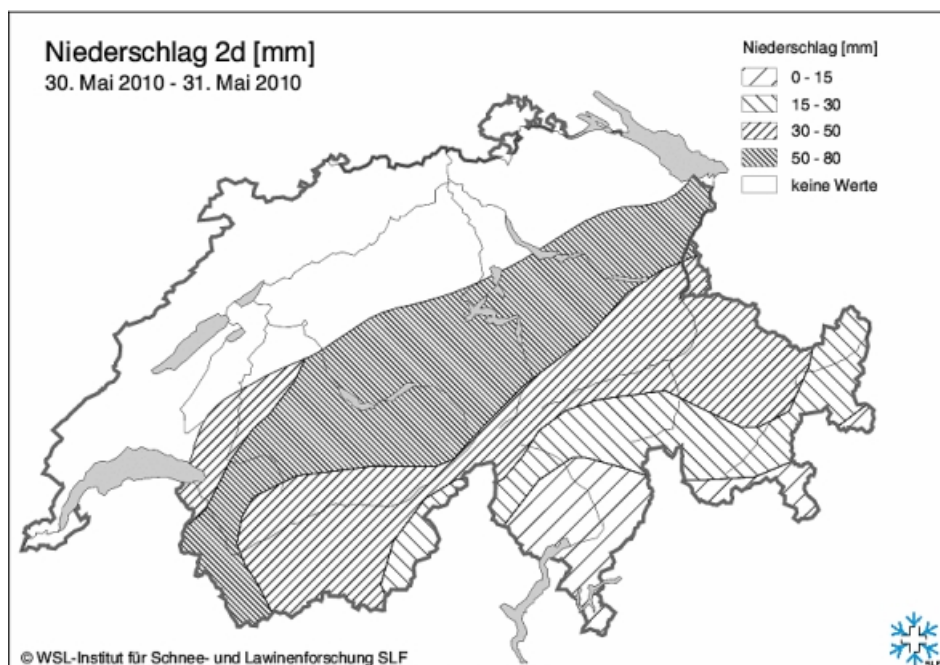 Niederschlag 2d [mm]
30. Mai 2010 - 31. Mai 2010
Niederschlag [mm]
0 - 15
15 - 30
30 - 50
50 - 80
keine Werte
© WSL-Institut für Schnee- und Lawinenforschung SLF